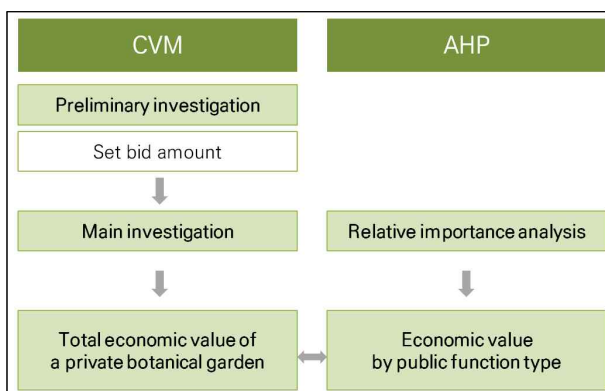 CVM
AHP
Preliminary investigation
Set bid amount
Main investigation
Relative importance analysis
Total economic value of
a private botanical garden
Economic value
by public function type